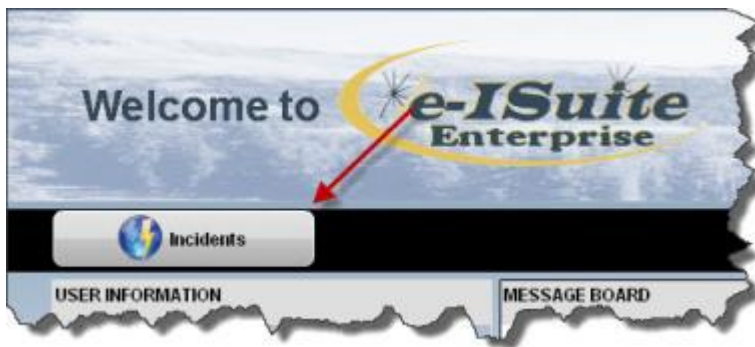 Welcome to e-ISuite
Enterprise
Incidents
USER INFORMATION
MESSAGE BOARD